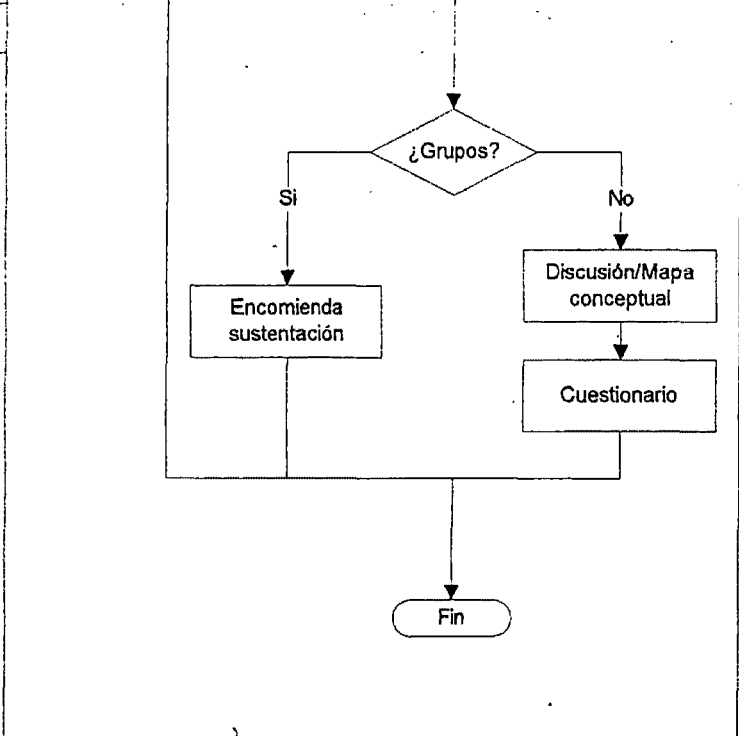 ¿Grupos?
Si
No
Discusión/Mapa
conceptual
Encomienda
sustentación
Cuestionario
Fin